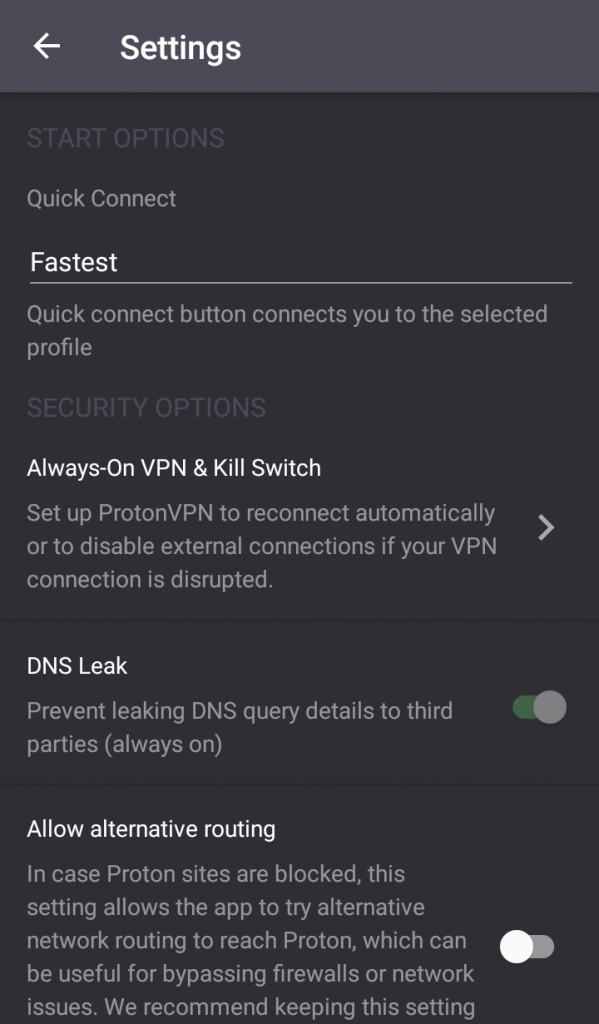 Settings
START OPTIONS
Quick Connect
Fastest
Quick connect button connects you to the selected
profile
SECURITY OPTIONS
Always-On VPN & Kill Switch
Set up ProtonVPN to reconnect automatically
or to disable external connections if your VPN
connection is disrupted.
DNS Leak
Prevent leaking DNS query details to third
parties (always on)
Allow alternative routing
In case Proton sites are blocked, this
setting allows the app to try alternative
network routing to reach Proton, which can
be useful for bypassing firewalls or network
issues. We recommend keeping this setting